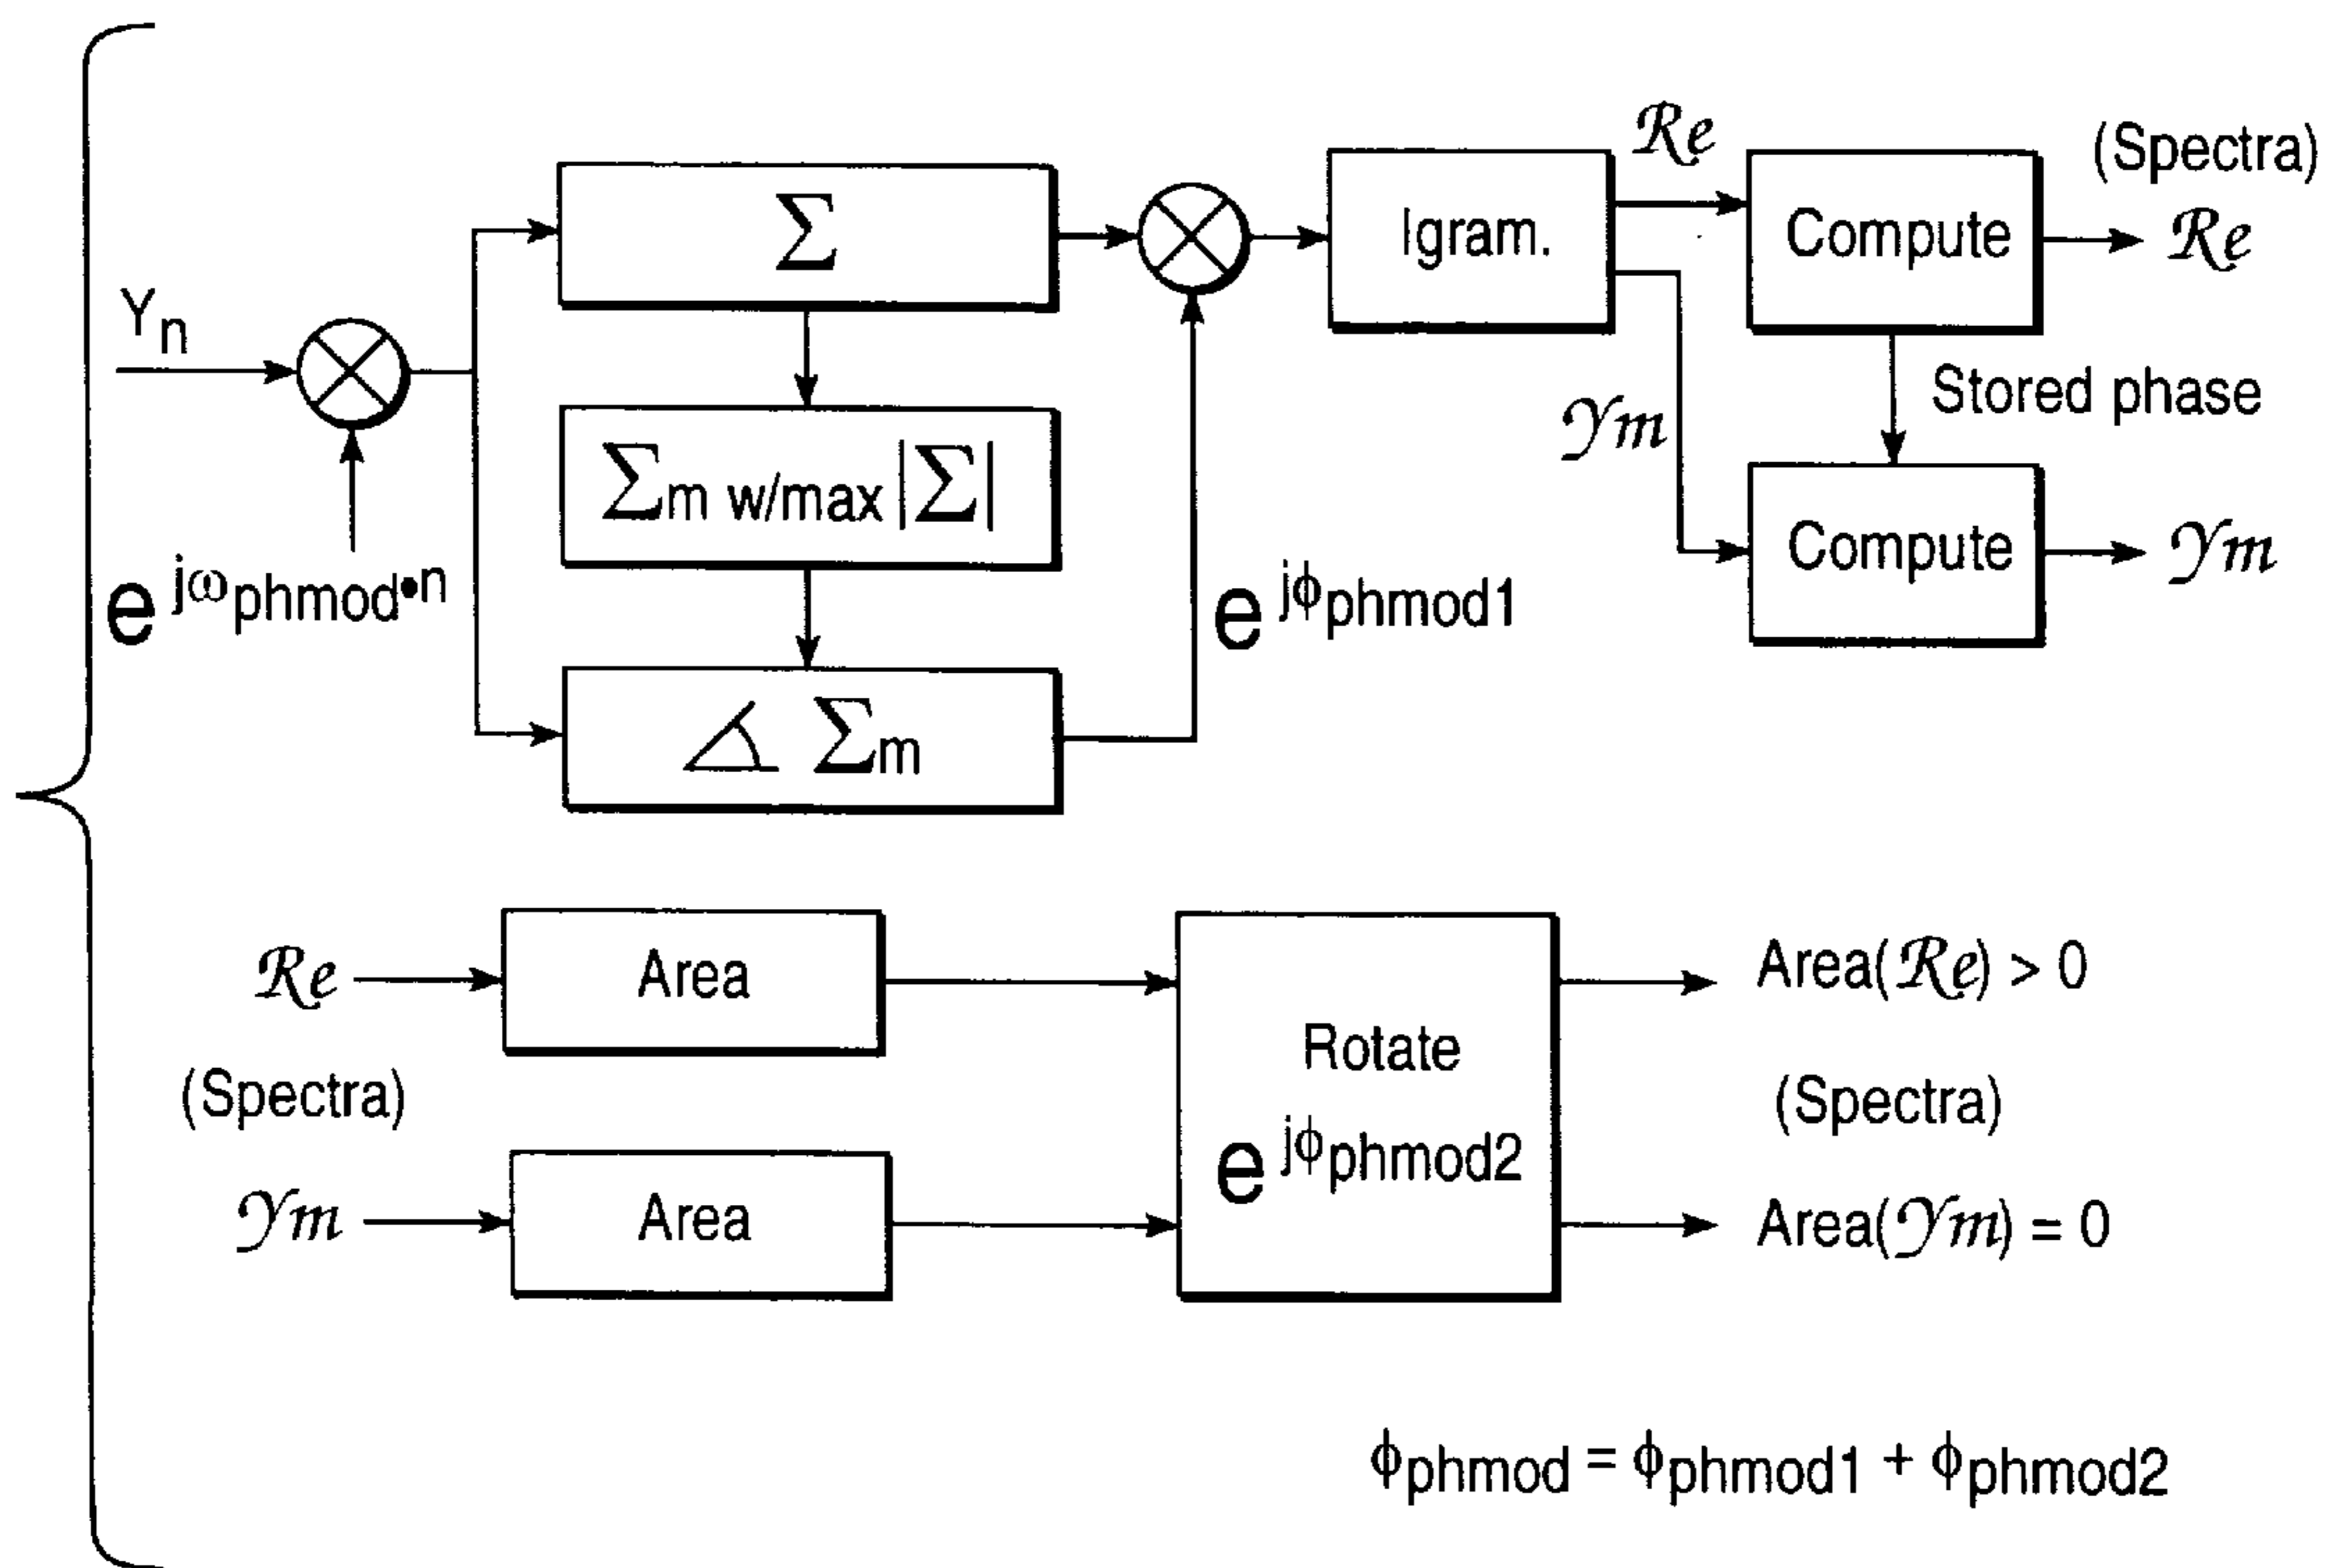 Yn
e^jωphmod•n
Σ
Σm w/max |Σ|
∡ Σm
e^jϕphmod1
Igram.
ℛe
𝒴m
Compute
(Spectra)
ℛe
Stored phase
Compute
𝒴m
ℛe
(Spectra)
𝒴m
Area
Area
Rotate
e^jϕphmod2
Area(ℛe) > 0
(Spectra)
Area(𝒴m) = 0
ϕphmod = ϕphmod1 + ϕphmod2